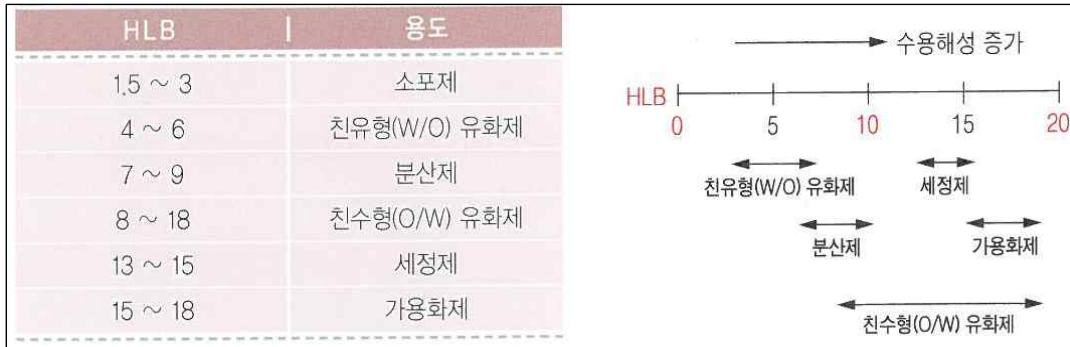 HLB | 용도
1.5 ~ 3 소포제
4 ~ 6 친유형(W/O) 유화제
7 ~ 9 분산제
8 ~ 18 친수형(O/W) 유화제
13 ~ 15 세정제
15 ~ 18 가용화제
수용해성 증가
HLB
0 5 10 15 20
친유형(W/O) 유화제 세정제
분산제 가용화제
친수형(O/W) 유화제